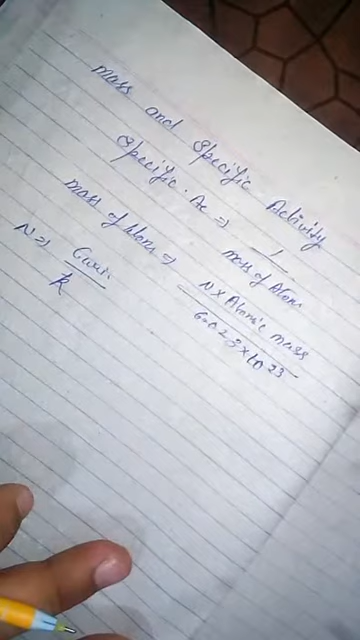 Mass and Specific Activity
Specific. Ac ⇒ 1 / mass of Atom
mass of Atom ⇒ N x Atomic mass / 6.023 x 10 23
N ⇒ Curie / k